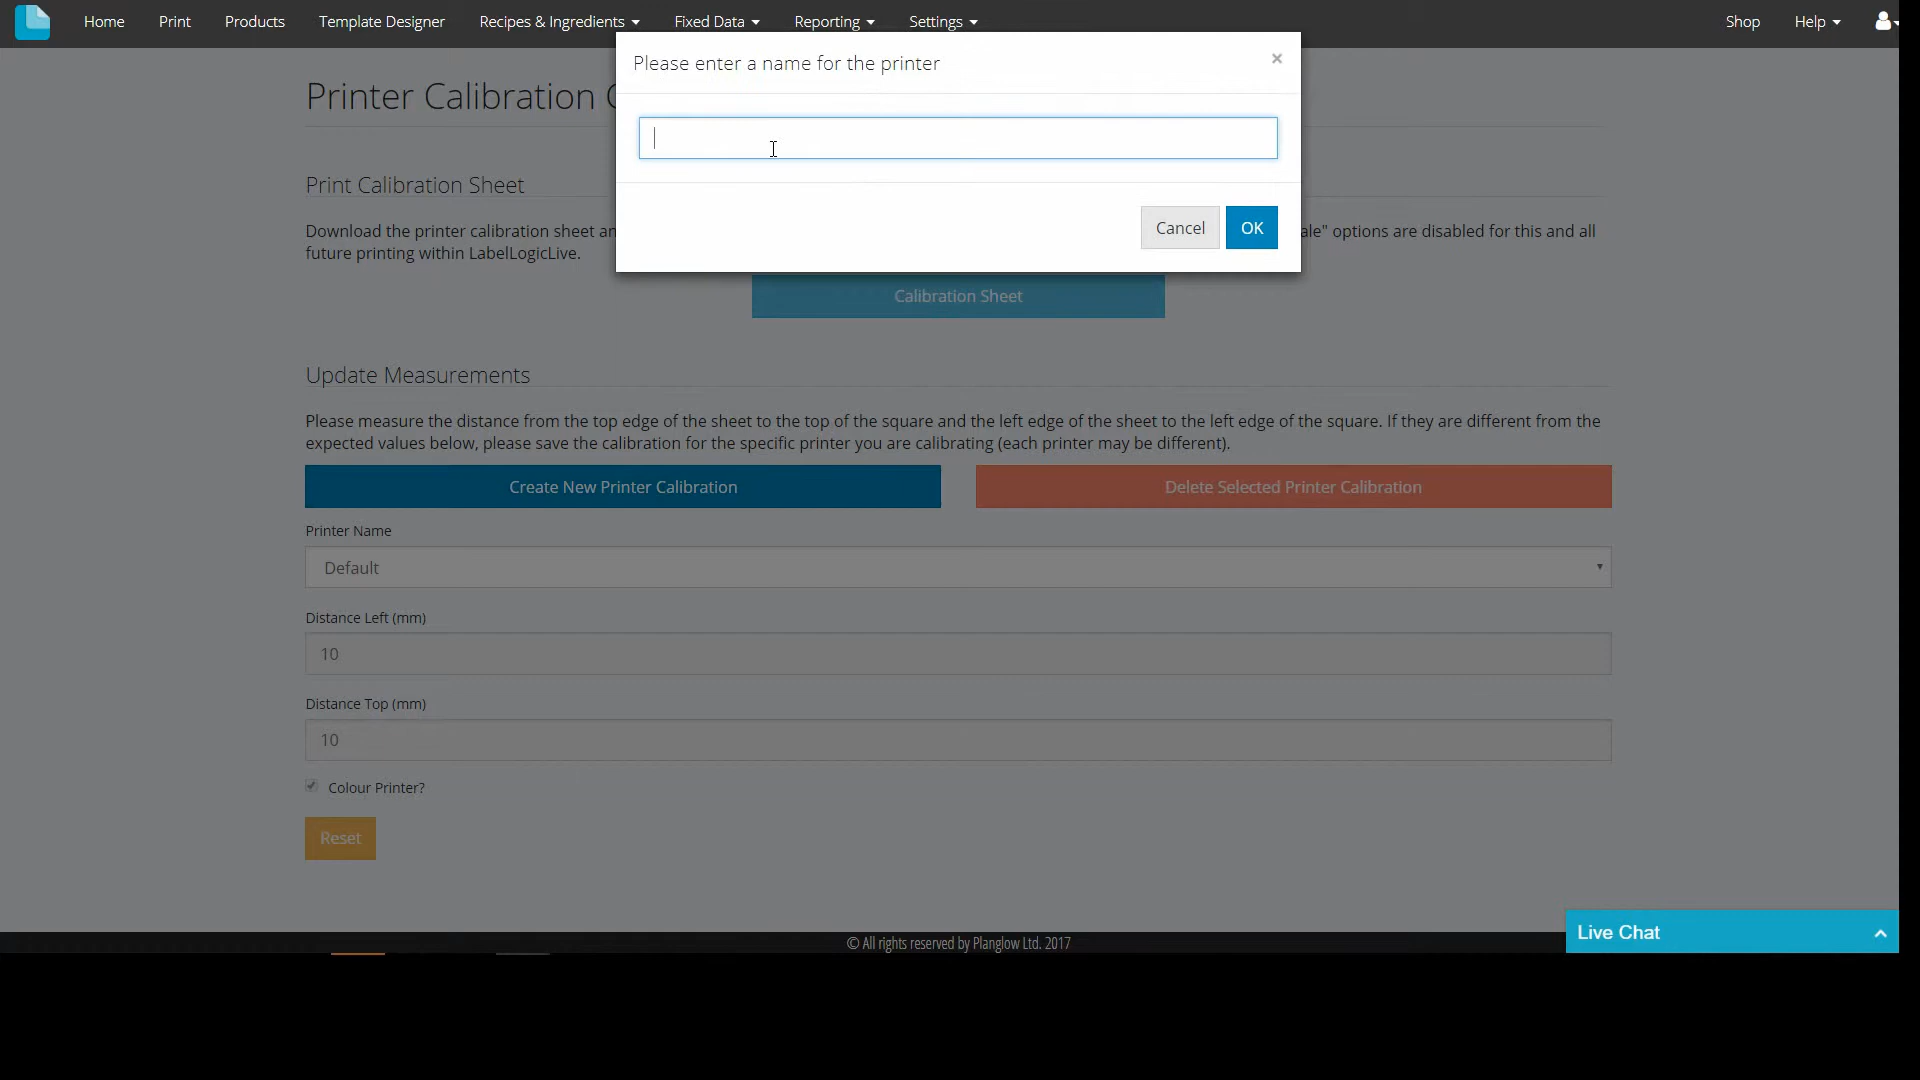 Home Print Products Template Designer Recipes & Ingredients Fixed Data Reporting Settings Shop Help
Please enter a name for the printer
×
Printer Calibration
Cancel OK
Print Calibration Sheet
Download the printer calibration sheet ale" options are disabled for this and all
future printing within LabelLogicLive.
Calibration Sheet
Update Measurements
Please measure the distance from the top edge of the sheet to the top of the square and the left edge of the sheet to the left edge of the square. If they are different from the
expected values below, please save the calibration for the specific printer you are calibrating (each printer may be different).
Create New Printer Calibration Delete Selected Printer Calibration
Printer Name
Default
Distance Left (mm)
10
Distance Top (mm)
10
Colour Printer?
Reset
Live Chat
© All rights reserved by Planglow Ltd. 2017